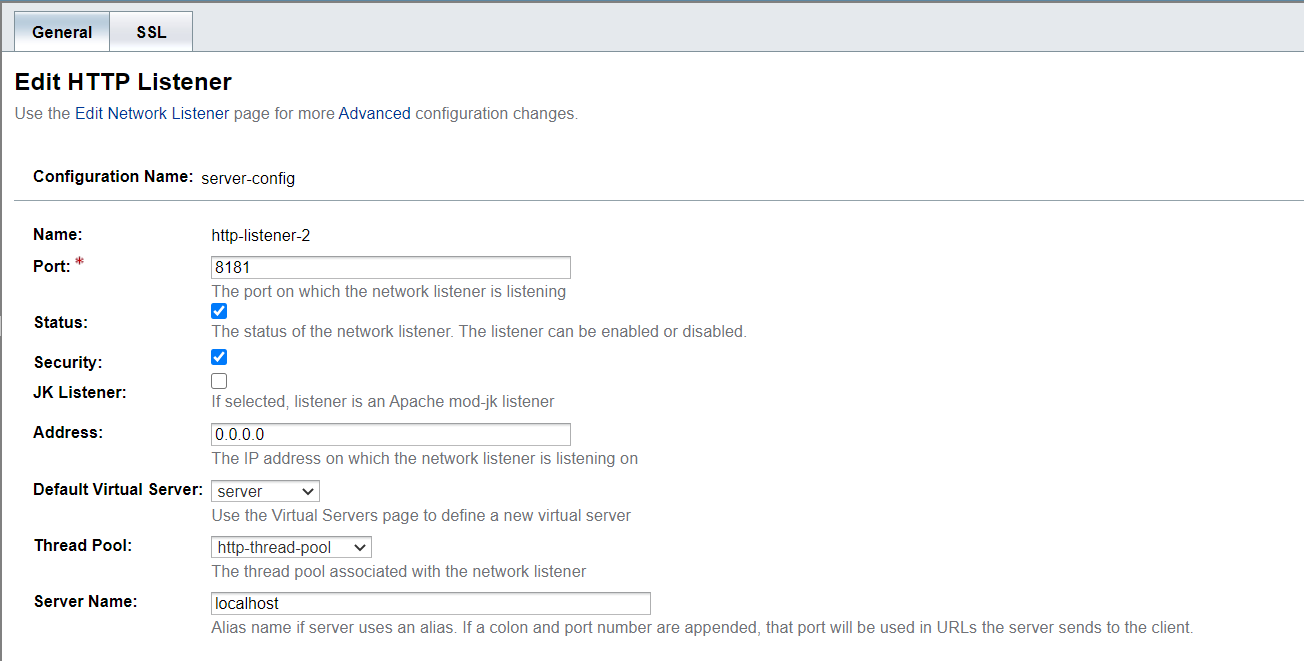 General SSL
Edit HTTP Listener
Use the Edit Network Listener page for more Advanced configuration changes.
Configuration Name: server-config
Name: http-listener-2
Port: * 8181
The port on which the network listener is listening
Status:
The status of the network listener. The listener can be enabled or disabled.
Security:
JK Listener:
If selected, listener is an Apache mod-jk listener
Address: 0.0.0.0
The IP address on which the network listener is listening on
Default Virtual Server: server
Use the Virtual Servers page to define a new virtual server
Thread Pool: http-thread-pool
The thread pool associated with the network listener
Server Name: localhost
Alias name if server uses an alias. If a colon and port number are appended, that port will be used in URLs the server sends to the client.